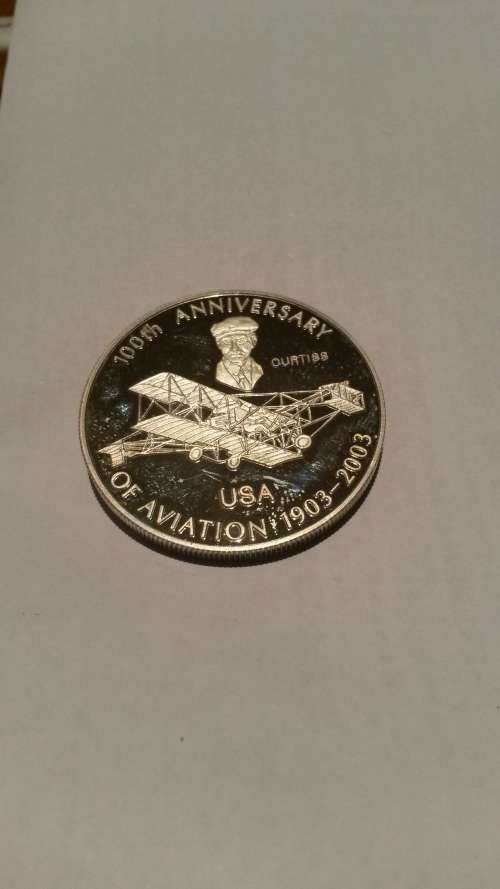 100th ANNIVERSARY
CURTISS
USA
OF AVIATION 1903-2003